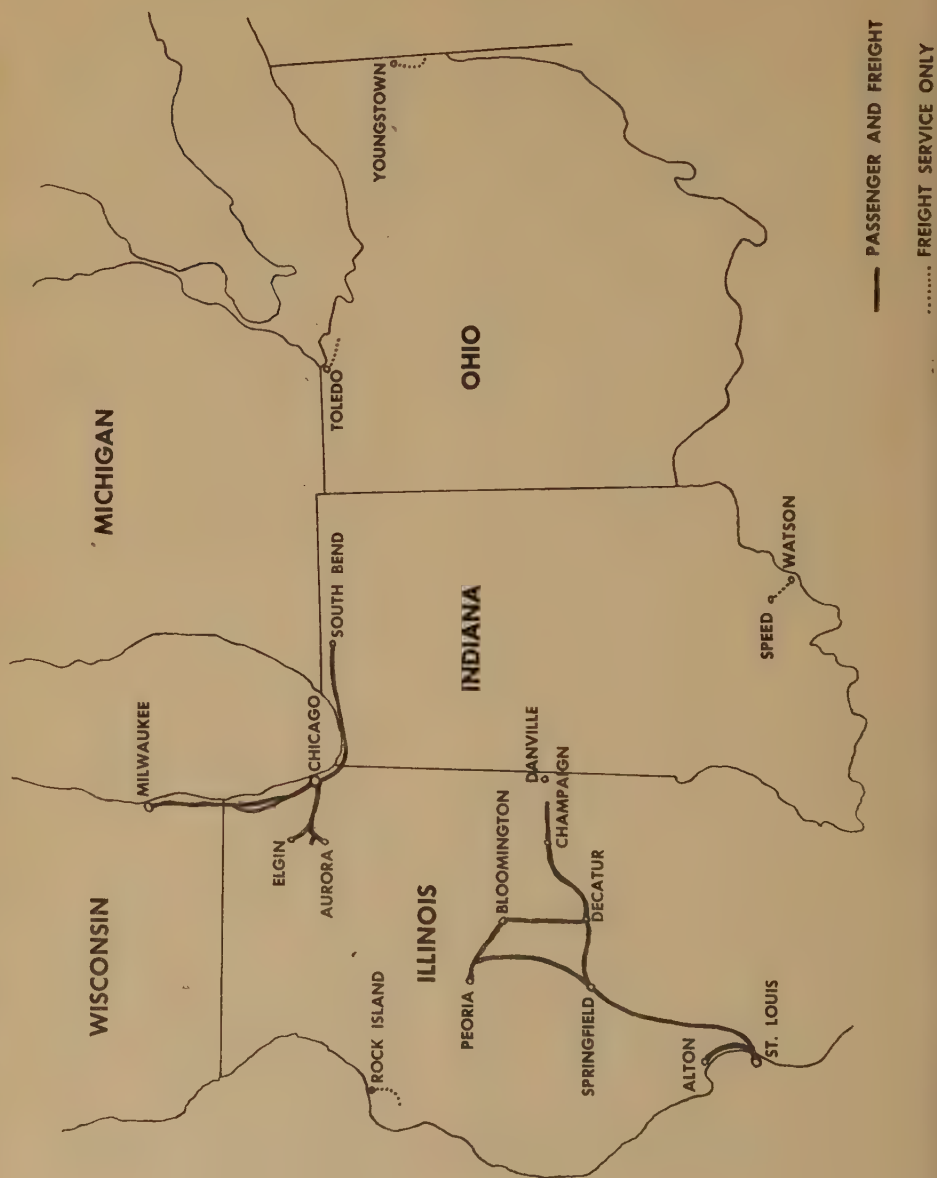 WISCONSIN
MICHIGAN
MILWAUKEE
CHICAGO
ELGIN
AURORA
SOUTH BEND
TOLEDO
YOUNGSTOWN
ROCK ISLAND
ILLINOIS
INDIANA
OHIO
PEORIA
BLOOMINGTON
DANVILLE
CHAMPAIGN
DECATUR
SPRINGFIELD
ALTON
ST. LOUIS
SPEED
WATSON
PASSENGER AND FREIGHT
FREIGHT SERVICE ONLY